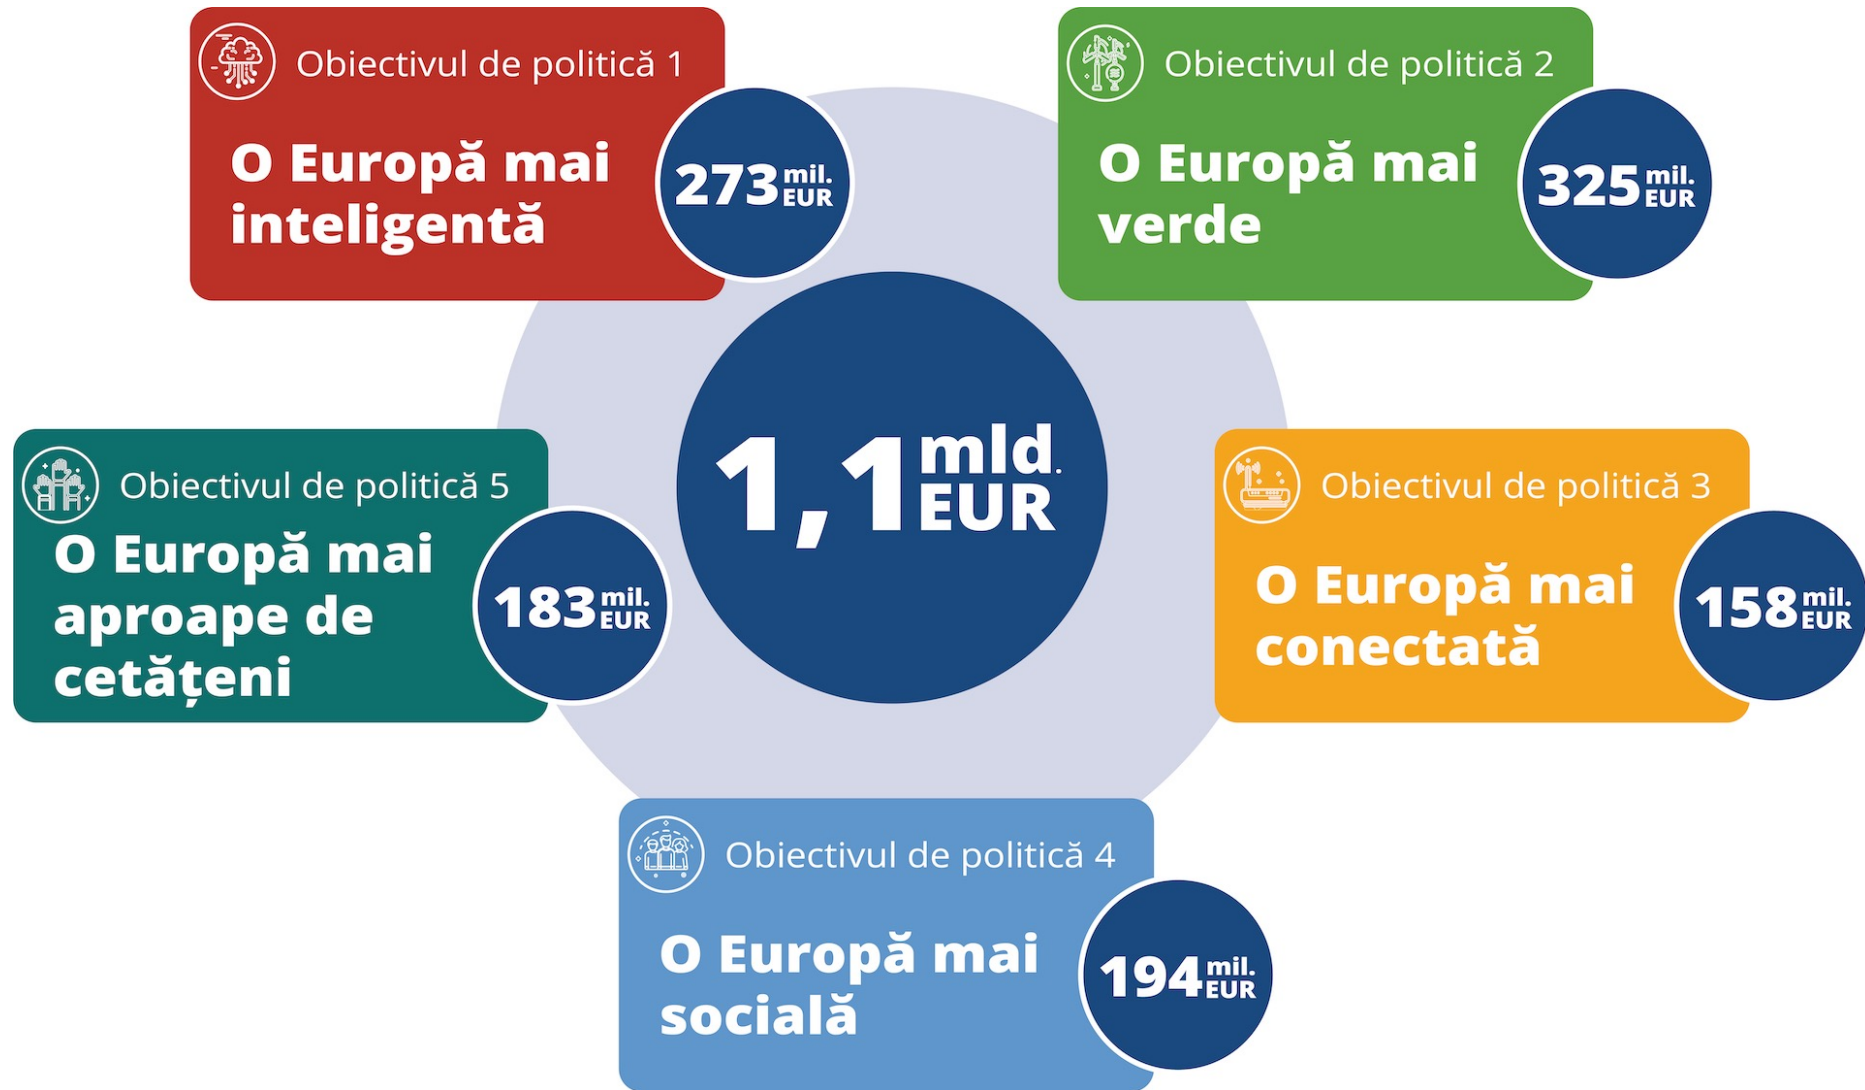 Obiectivul de politică 1
O Europă mai
inteligentă
273 mil.
EUR
Obiectivul de politică 2
O Europă mai
verde
325 mil.
EUR
1,1 mld.
EUR
Obiectivul de politică 5
O Europă mai
aproape de
cetățeni
183 mil.
EUR
Obiectivul de politică 3
O Europă mai
conectată
158 mil.
EUR
Obiectivul de politică 4
O Europă mai
socială
194 mil.
EUR